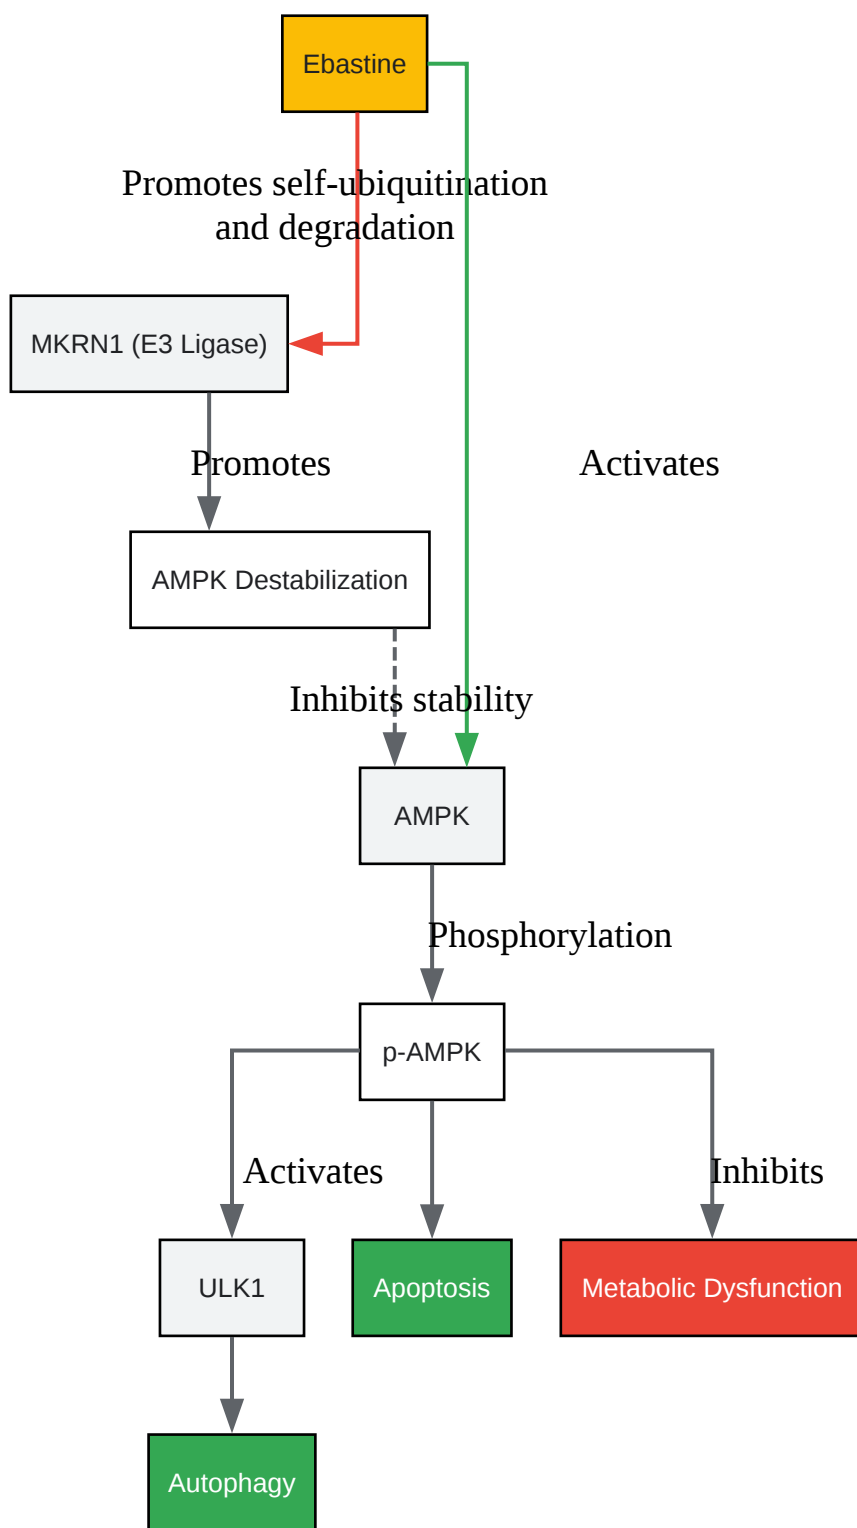 Ebastine
Promotes self-ubiquitination
and degradation
MKRN1 (E3 Ligase)
Promotes
Activates
AMPK Destabilization
Inhibits stability
AMPK
Phosphorylation
p-AMPK
Activates
Inhibits
ULK1
Apoptosis
Metabolic Dysfunction
Autophagy